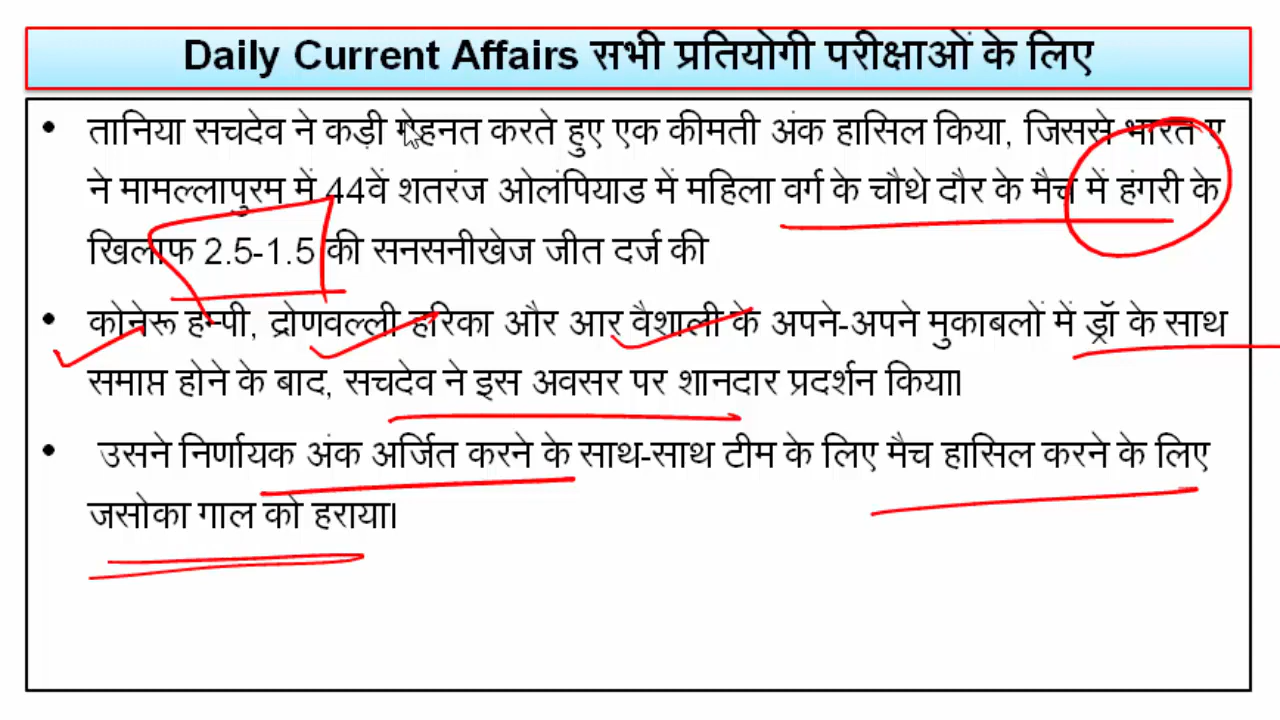 Daily Current Affairs सभी प्रतियोगी परीक्षाओं के लिए
• तानिया सचदेव ने कड़ी मेहनत करते हुए एक कीमती अंक हासिल किया, जिससे भारत ए
ने मामल्लापुरम में 44वें शतरंज ओलंपियाड में महिला वर्ग के चौथे दौर के मैच में हंगरी के
खिलाफ 2.5-1.5 की सनसनीखेज जीत दर्ज की
• कोनेरू हम्पी, द्रोणवल्ली हरिका और आर वैशाली के अपने-अपने मुकाबलों में ड्रॉ के साथ
समाप्त होने के बाद, सचदेव ने इस अवसर पर शानदार प्रदर्शन किया।
• उसने निर्णायक अंक अर्जित करने के साथ-साथ टीम के लिए मैच हासिल करने के लिए
जसोका गाल को हराया।